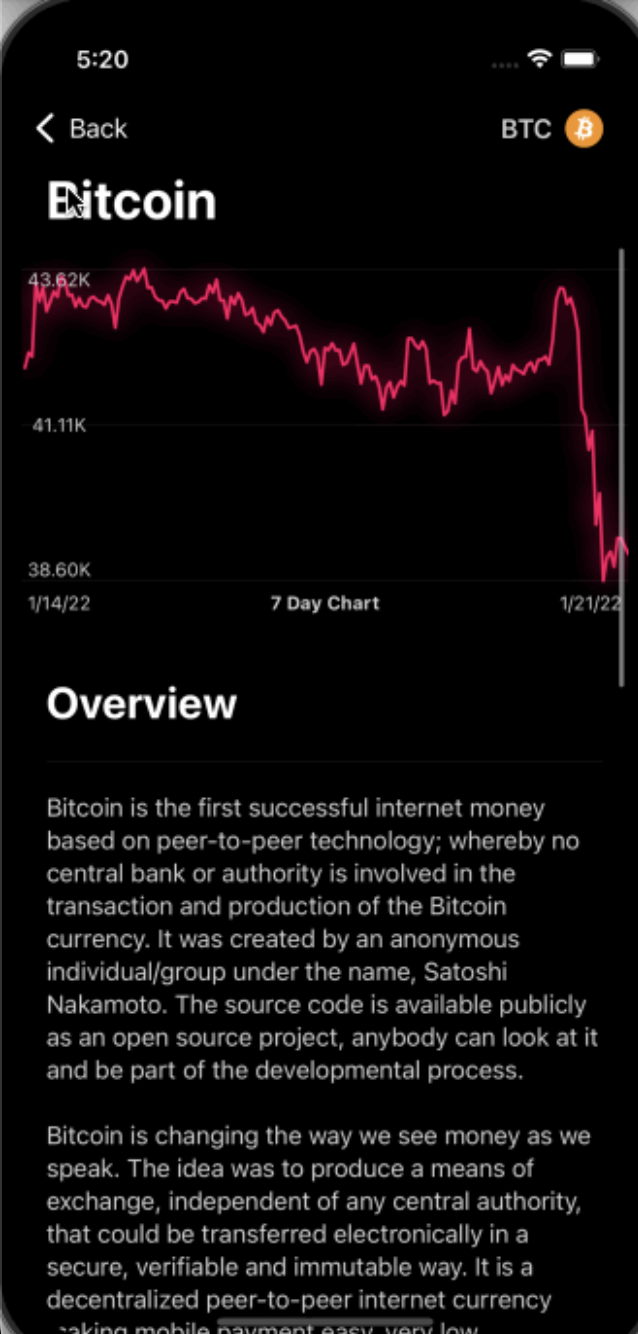 5:20
Back
BTC
Bitcoin
43.62K
41.11K
38.60K
1/14/22 7 Day Chart 1/21/22
Overview
Bitcoin is the first successful internet money
based on peer-to-peer technology; whereby no
central bank or authority is involved in the
transaction and production of the Bitcoin
currency. It was created by an anonymous
individual/group under the name, Satoshi
Nakamoto. The source code is available publicly
as an open source project, anybody can look at it
and be part of the developmental process.
Bitcoin is changing the way we see money as we
speak. The idea was to produce a means of
exchange, independent of any central authority,
that could be transferred electronically in a
secure, verifiable and immutable way. It is a
decentralized peer-to-peer internet currency
mobile payment easy, very low